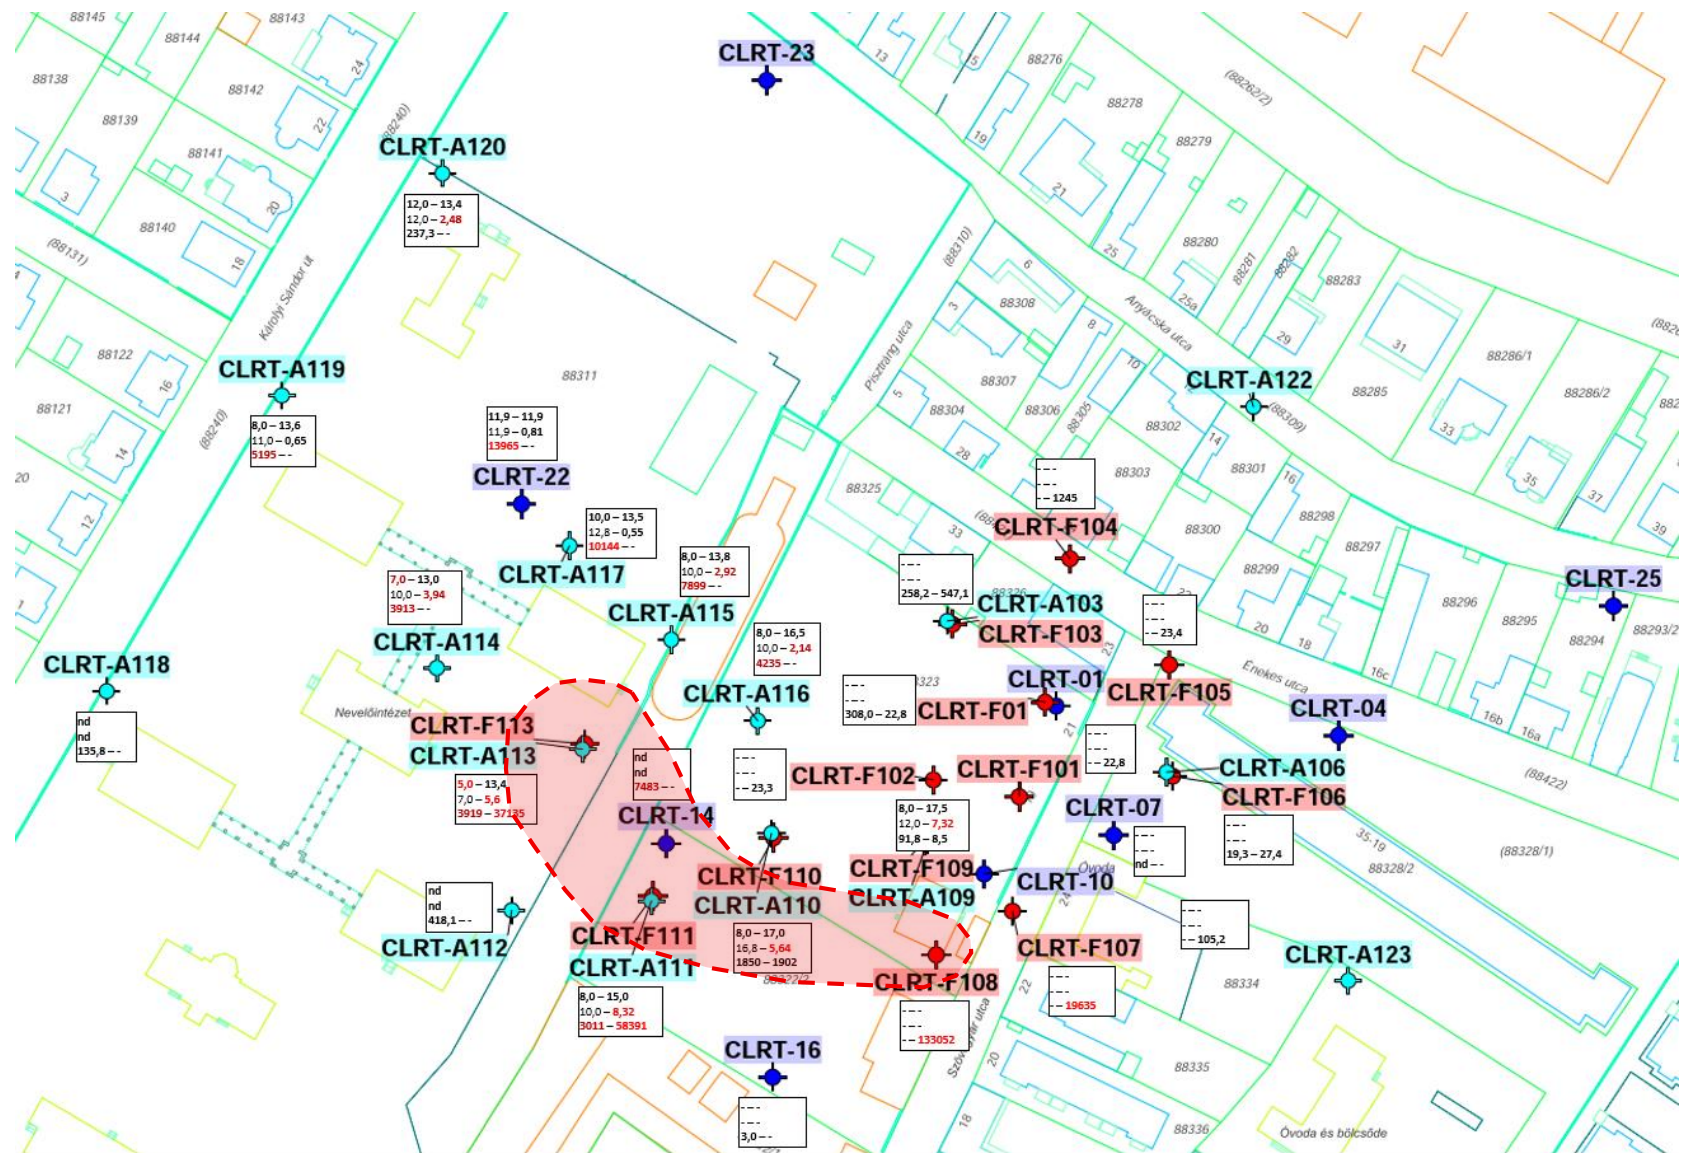 88145
88143
88144
24
88138
88142
88139
22
88141
20
3
88140
18
(88131)
(88240)
Károlyi Sándor út
CLRT-23
13
15
88276
19
88278
(88262/2)
88279
21
25
88280
25a
88281
88282
88283
29
31
88285
88286/1
88286/2
33
35
37
39
CLRT-A120
12,0 – 13,4
12,0 – 2,48
237,3 – -
88122
16
88121
14
12
20
(88240)
CLRT-A119
8,0 – 13,6
11,0 – 0,65
5195 – -
88311
11,9 – 11,9
11,9 – 0,81
13965 – -
CLRT-22
10,0 – 13,5
12,8 – 0,55
10144 – -
CLRT-A117
(88310)
Pisztráng utca
6
3
88308
8
88307
10
5
88304
88306
88305
28
Anyácska utca
CLRT-A122
(88309)
88302
14
88303
88301
16
88300
88298
88297
88299
88296
88295
88294
88293/2
20
18
16c
16b
16a
Énekes utca
88325
33
- – -
- – -
- – 1245
CLRT-F104
CLRT-25
8,0 – 13,8
10,0 – 2,92
7899 – -
CLRT-A115
7,0 – 13,0
10,0 – 3,94
3913 – -
CLRT-A114
CLRT-A118
nd
nd
135,8 – -
- – -
- – -
258,2 – 547,1
CLRT-A103
CLRT-F103
- – -
- – -
- – 23,4
CLRT-F105
8,0 – 16,5
10,0 – 2,14
4235 – -
CLRT-A116
- – -
- – -
308,0 – 22,8
CLRT-01
CLRT-F01
23
21
CLRT-04
Nevelőintézet
CLRT-F113
CLRT-A113
5,0 – 13,4
7,0 – 5,6
3919 – 37135
nd
nd
7483 – -
CLRT-14
- – -
- – -
- – 23,3
CLRT-F102
CLRT-F101
- – -
- – -
- – 22,8
CLRT-A106
CLRT-F106
- – -
- – -
19,3 – 27,4
(88422)
35-19
88328/2
(88328/1)
8,0 – 17,5
12,0 – 7,32
91,8 – 8,5
CLRT-F109
CLRT-A109
CLRT-07
- – -
- – -
nd – -
Óvoda
CLRT-10
24
- – -
- – -
- – 105,2
CLRT-F110
CLRT-A110
8,0 – 17,0
16,8 – 5,64
1850 – 1902
nd
nd
418,1 – -
CLRT-A112
CLRT-F111
CLRT-A111
8,0 – 15,0
10,0 – 8,32
3011 – 58391
CLRT-F108
- – -
- – -
- – 133052
CLRT-F107
- – -
- – -
- – 19635
22
88334
CLRT-A123
20
88335
18
88336
CLRT-16
- – -
- – -
3,0 – -
Óvoda és bölcsőde